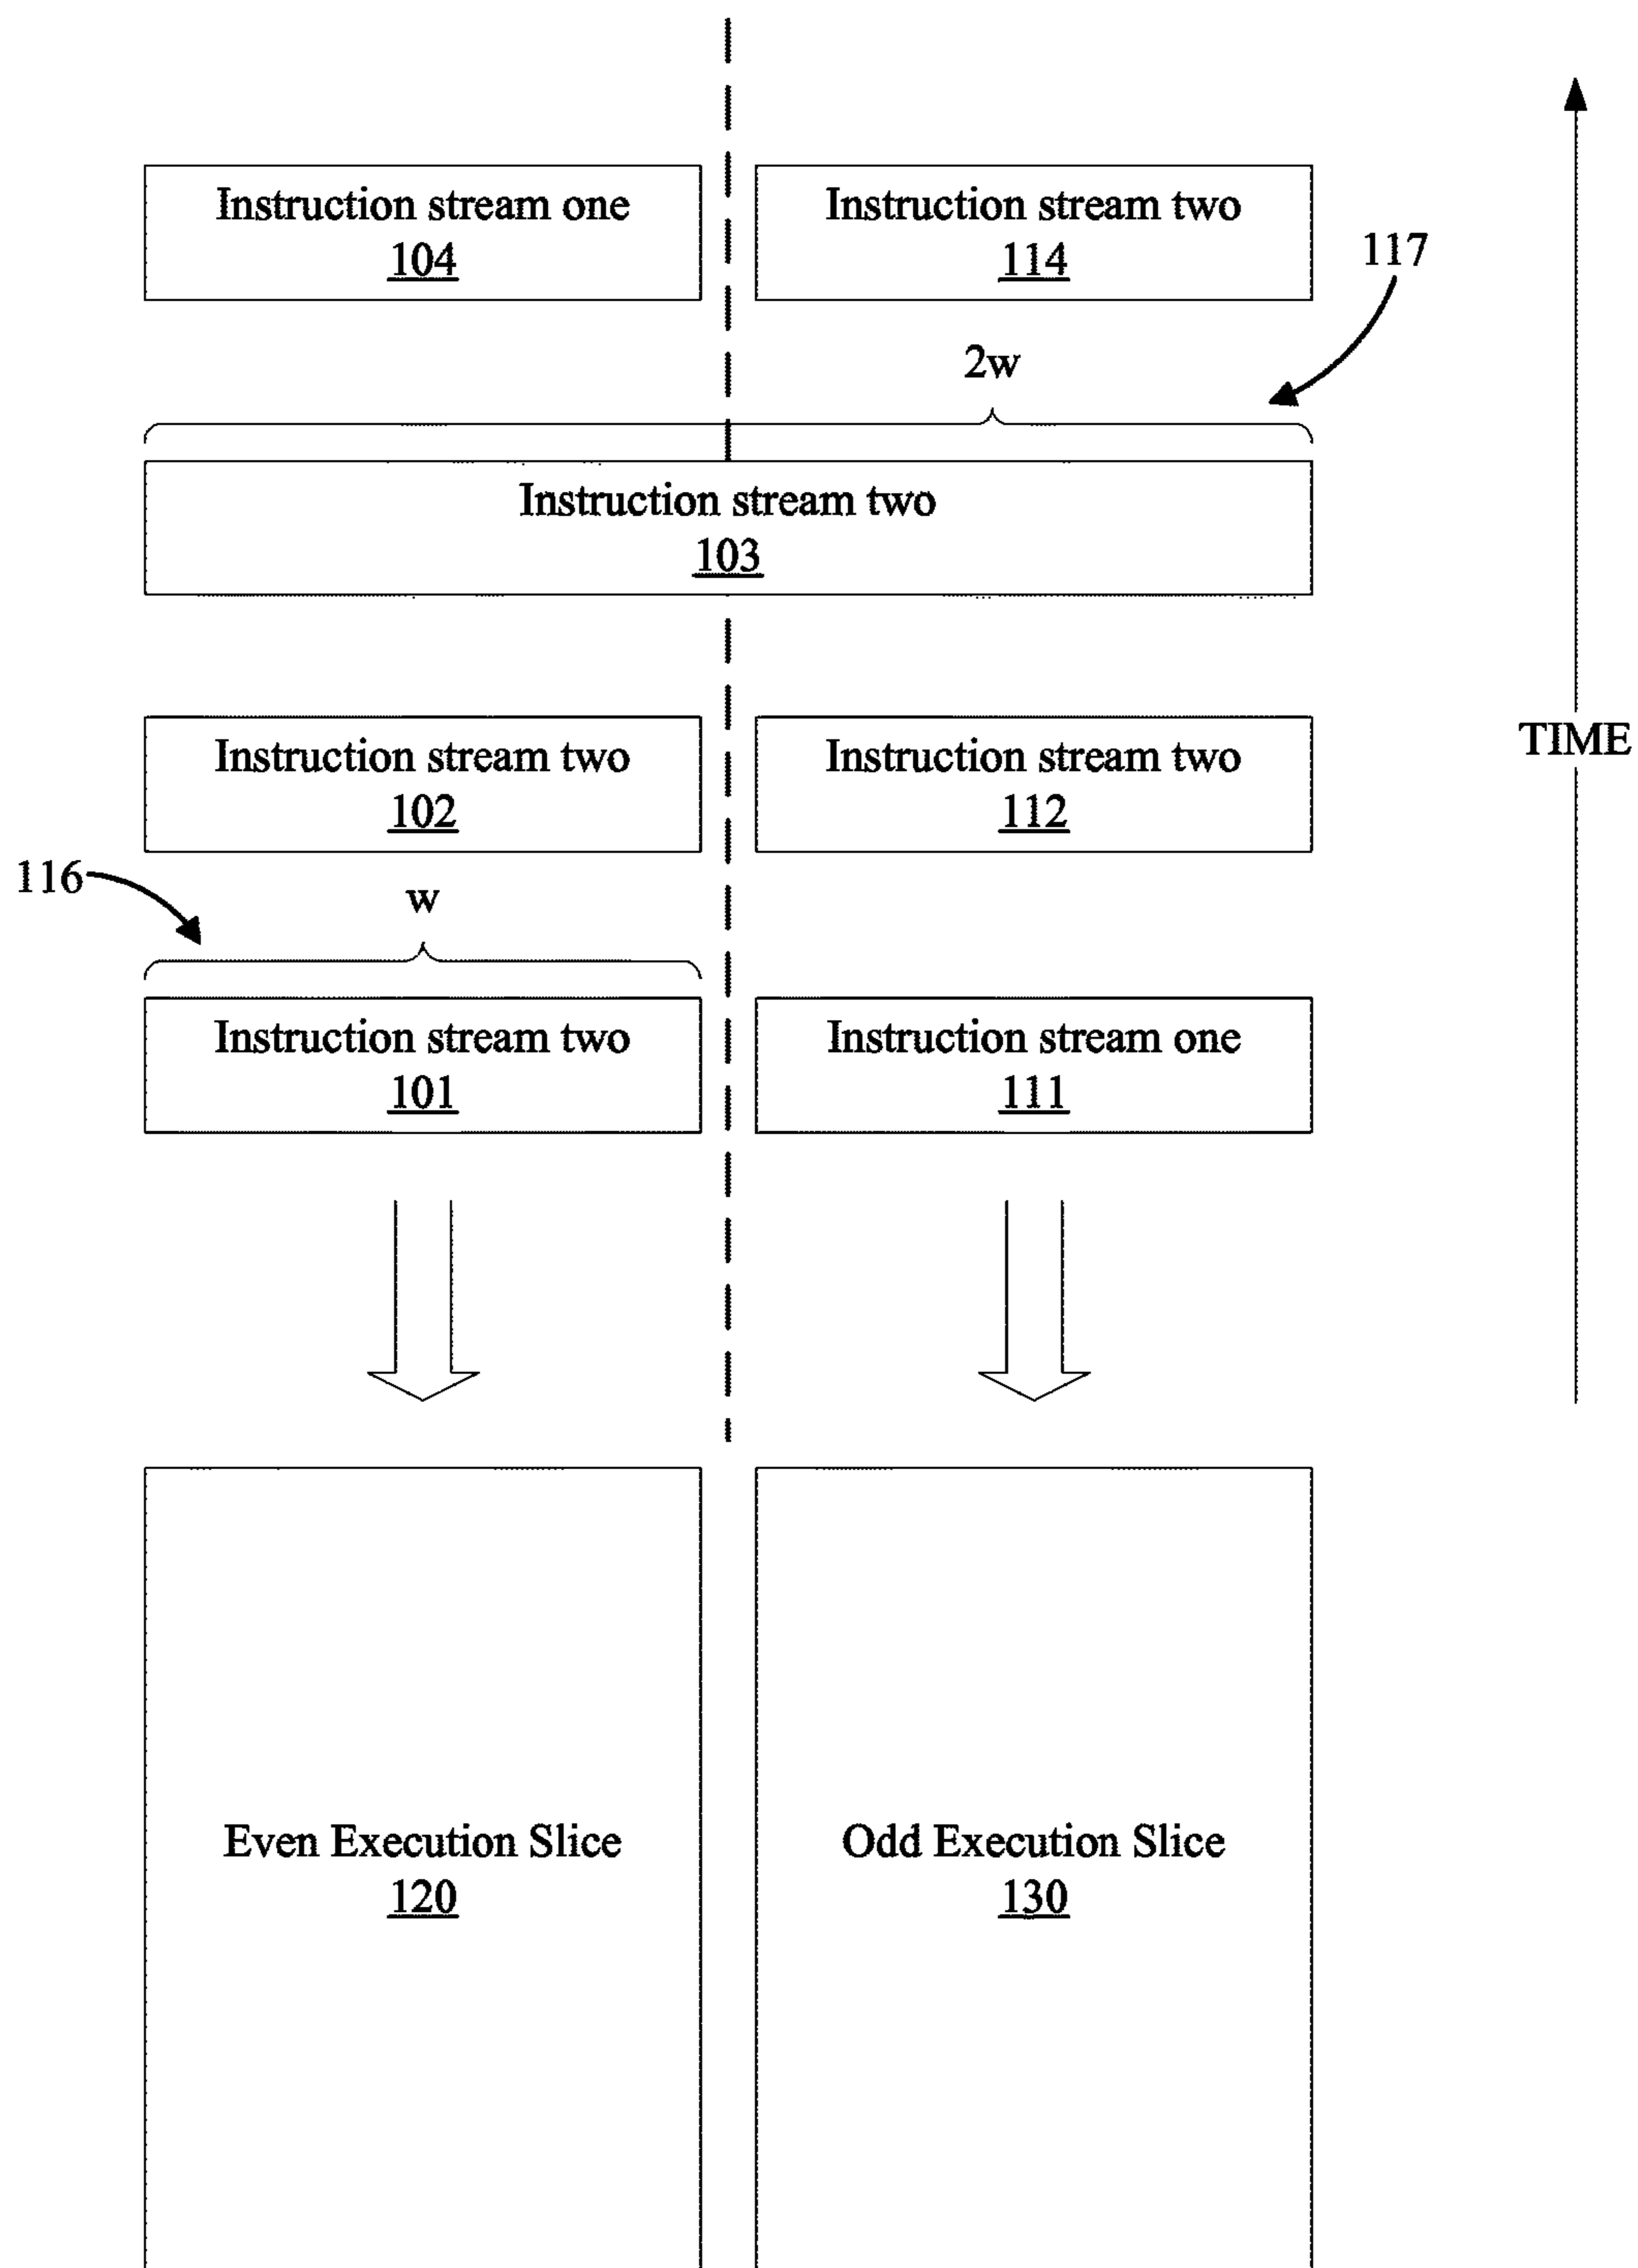 Instruction stream one
104
Instruction stream two
114
117
2w
Instruction stream two
103
Instruction stream two
102
Instruction stream two
112
TIME
116
w
Instruction stream two
101
Instruction stream one
111
Even Execution Slice
120
Odd Execution Slice
130